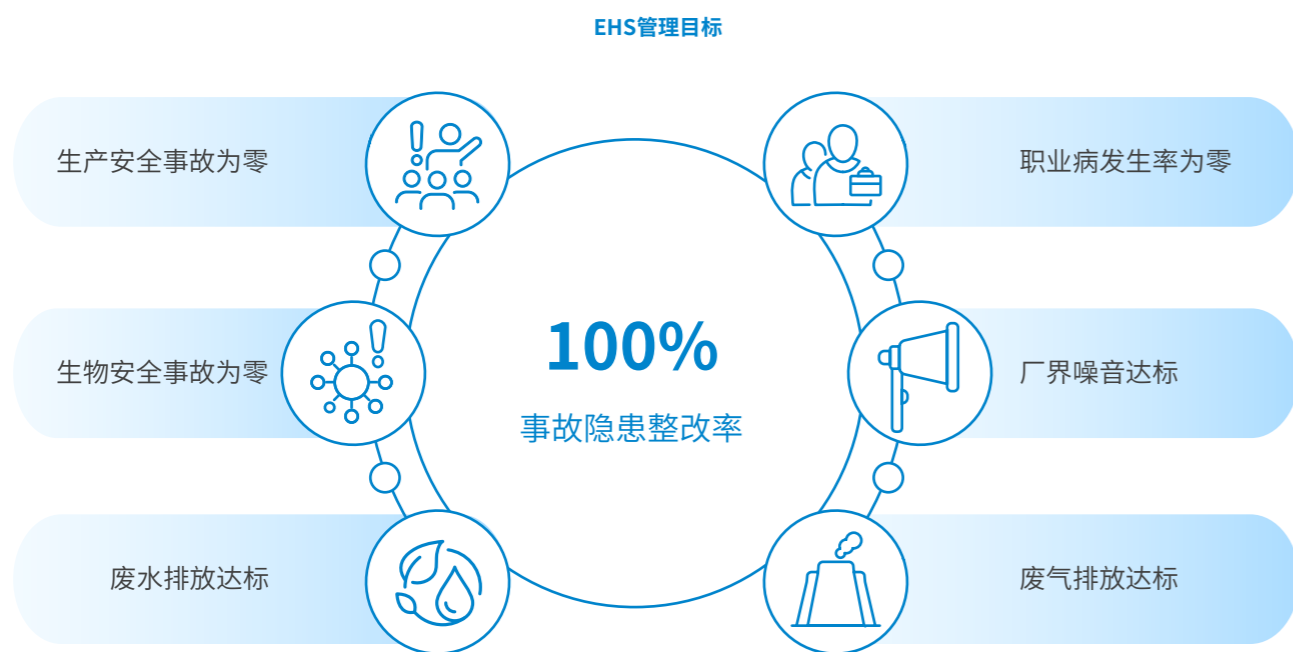 EHS管理目标
生产安全事故为零
职业病发生率为零
100%
生物安全事故为零
厂界噪音达标
事故隐患整改率
废水排放达标
废气排放达标